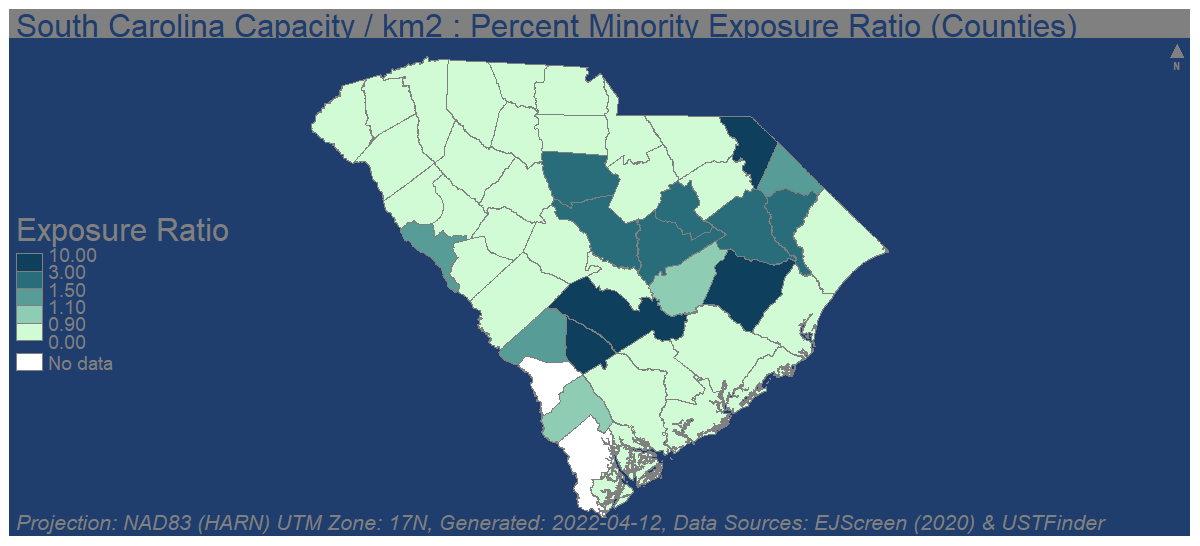 South Carolina Capacity / km2 : Percent Minority Exposure Ratio (Counties)
N
Exposure Ratio
10.00
3.00
1.50
1.10
0.90
0.00
No data
Projection: NAD83 (HARN) UTM Zone: 17N, Generated: 2022-04-12, Data Sources: EJScreen (2020) & USTFinder